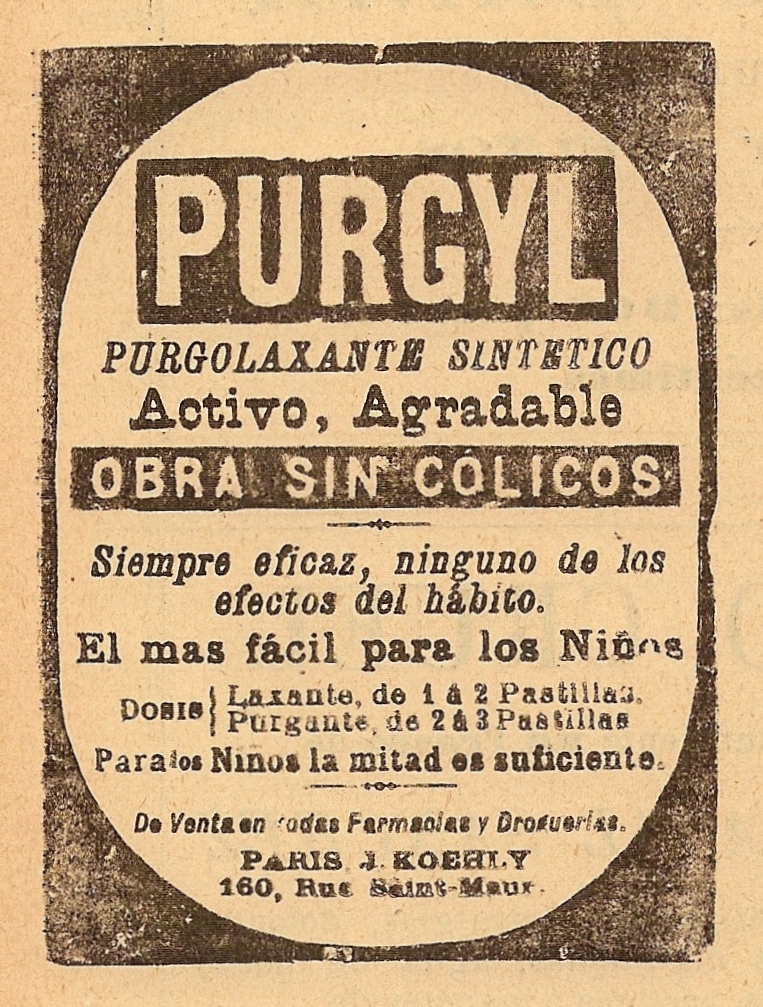 PURGYL
PURGOLAXANTE SINTETICO
Activo, Agradable
OBRA SIN CÓLICOS
Siempre eficaz, ninguno de los
efectos del hábito.
El mas fácil para los Niños
DOSIS { Laxante, de 1 á 2 Pastillas.
Purgante, de 2 á 3 Pastillas
Para los Niños la mitad es suficiente.
De Venta en todas Farmacias y Droguerias.
PARIS J. KOEHLY
160, Rue Saint-Maur.